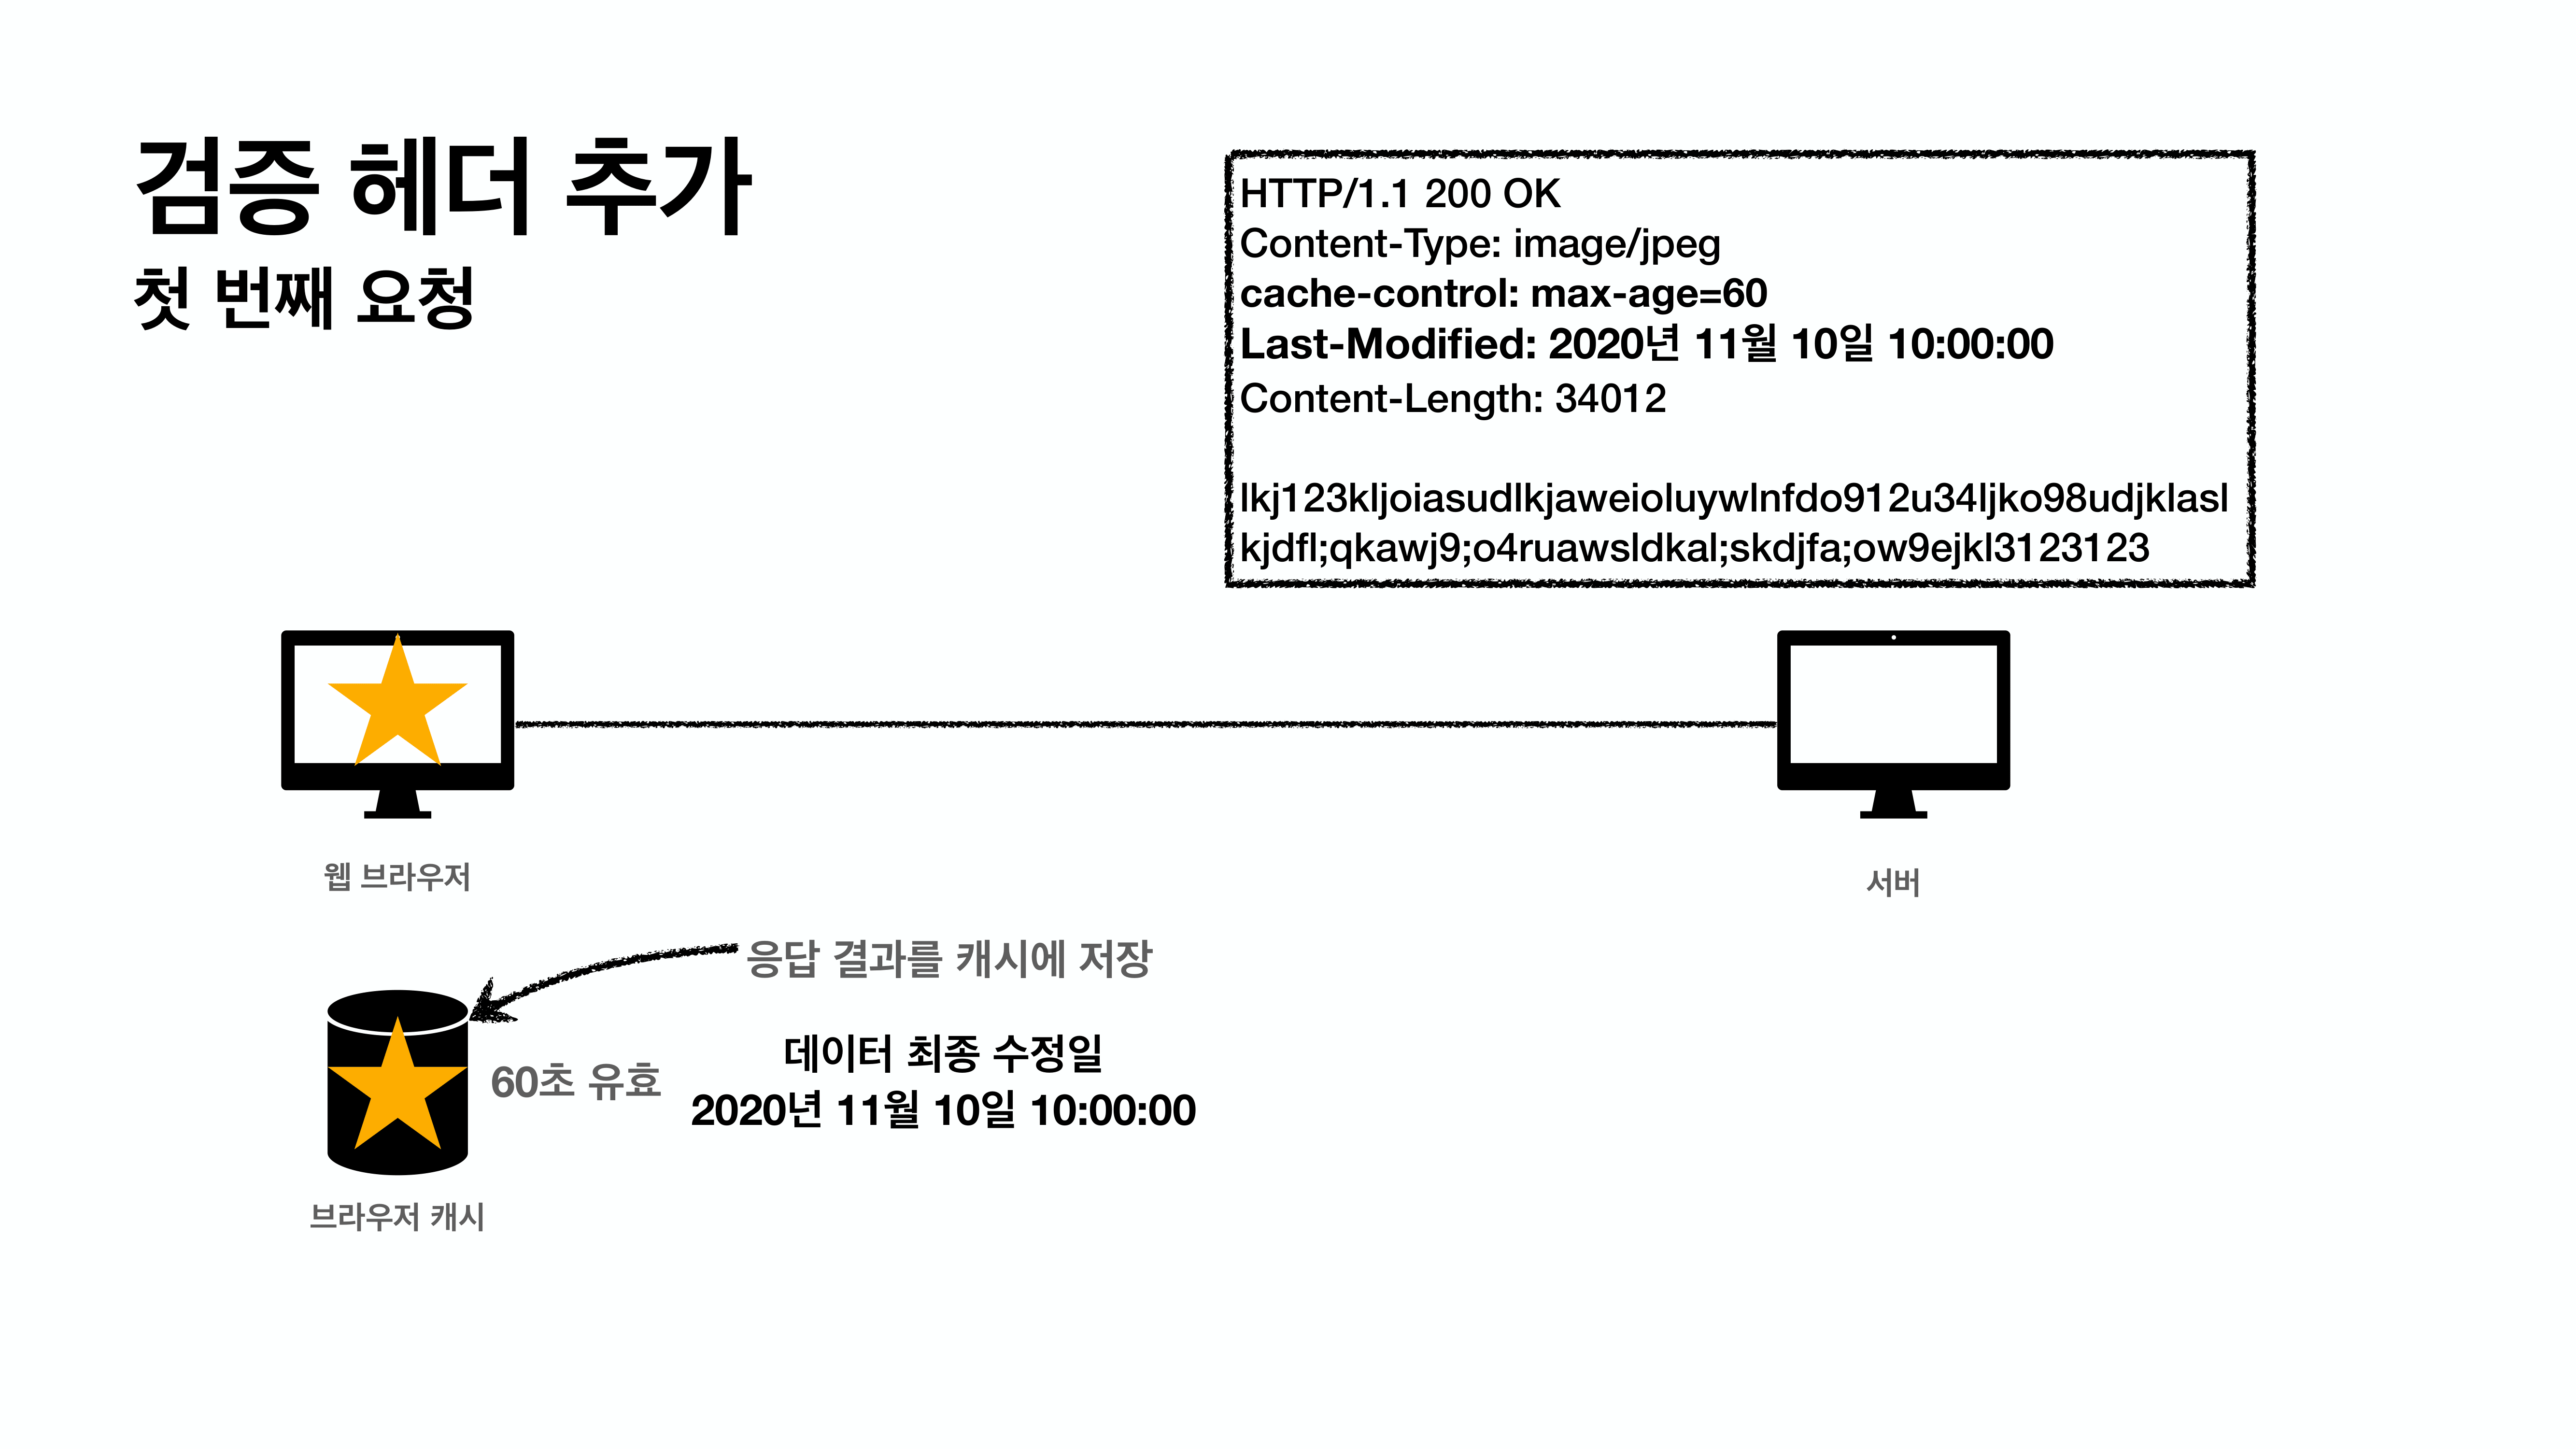 검증 헤더 추가
첫 번째 요청
HTTP/1.1 200 OK
Content-Type: image/jpeg
cache-control: max-age=60
Last-Modified: 2020년 11월 10일 10:00:00
Content-Length: 34012
lkj123kljoiasudlkjaweioluywlnfdo912u34ljko98udjklasl
kjdfl;qkawj9;o4ruawsldkal;skdjfa;ow9ejkl3123123
웹 브라우저
서버
응답 결과를 캐시에 저장
60초 유효
데이터 최종 수정일
2020년 11월 10일 10:00:00
브라우저 캐시